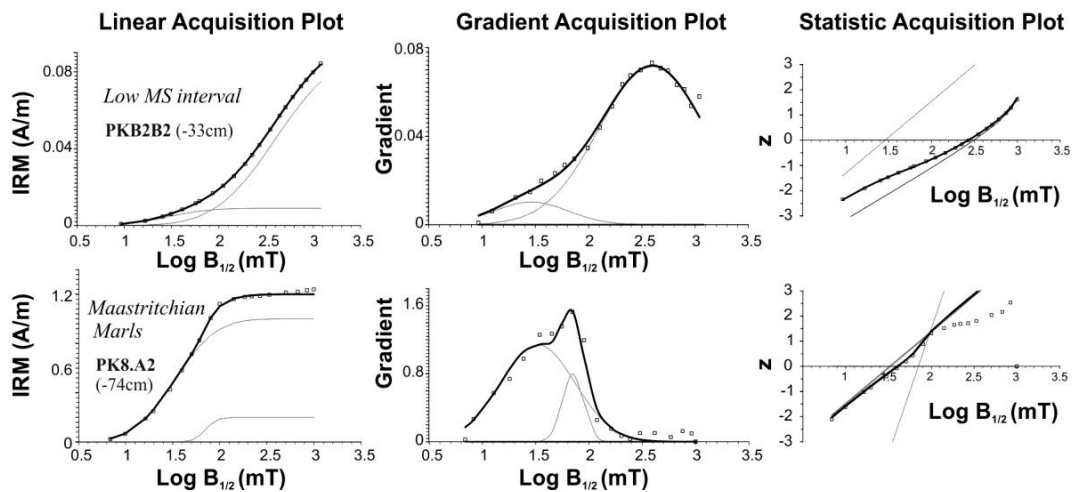 Linear Acquisition Plot
Gradient Acquisition Plot
Statistic Acquisition Plot
IRM (A/m)
0.08
0.04
0
Low MS interval
PKB2B2 (-33cm)
0.5 1 1.5 2 2.5 3 3.5
Log B1/2 (mT)
Gradient
0.08
0.04
0
0.5 1 1.5 2 2.5 3 3.5
Log B1/2 (mT)
z
3
2
1
0
-1
-2
-3
0.5 1.5 2.5 3.5
Log B1/2 (mT)
IRM (A/m)
1.2
0.6
0
Maastritchian
Marls
PK8.A2
(-74cm)
0.5 1 1.5 2 2.5 3 3.5
Log B1/2 (mT)
Gradient
1.6
0.8
0
0.5 1 1.5 2 2.5 3 3.5
Log B1/2 (mT)
z
3
2
1
0
-1
-2
-3
0.5 1 1.5 2 2.5 3 3.5
Log B1/2 (mT)